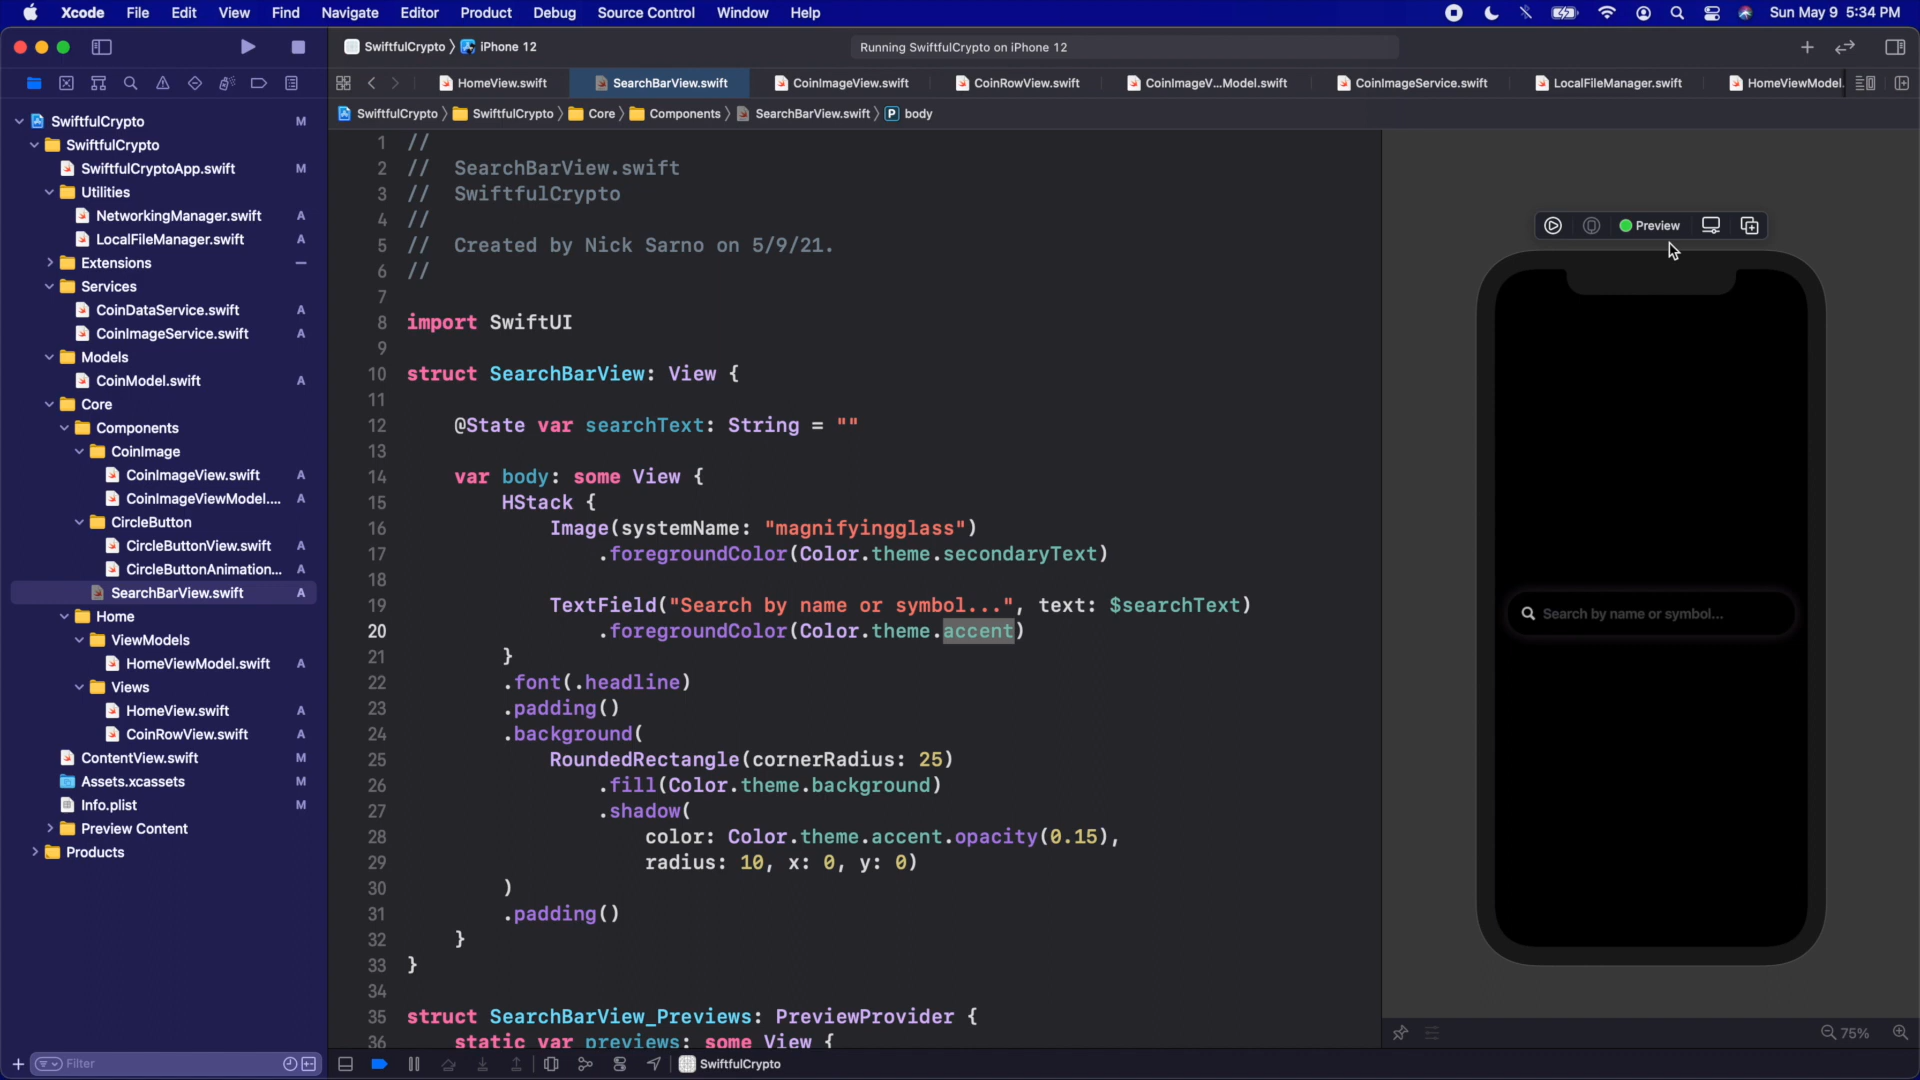 Xcode File Edit View Find Navigate Editor Product Debug Source Control Window Help Sun May 9 5:34 PM
SwiftfulCrypto iPhone 12 Running SwiftfulCrypto on iPhone 12
HomeView.swift SearchBarView.swift CoinImageView.swift CoinRowView.swift CoinImageV...Model.swift CoinImageService.swift LocalFileManager.swift HomeViewModel.
SwiftfulCrypto SwiftfulCrypto Core Components SearchBarView.swift P body
SwiftfulCrypto M
SwiftfulCrypto
SwiftfulCryptoApp.swift M
Utilities
NetworkingManager.swift A
LocalFileManager.swift A
Extensions
Services
CoinDataService.swift A
CoinImageService.swift A
Models
CoinModel.swift A
Core
Components
CoinImage
CoinImageView.swift A
CoinImageViewModel.... A
CircleButton
CircleButtonView.swift A
CircleButtonAnimation... A
SearchBarView.swift A
Home
ViewModels
HomeViewModel.swift A
Views
HomeView.swift A
CoinRowView.swift A
ContentView.swift M
Assets.xcassets M
Info.plist M
Preview Content
Products
Filter
1 //
2 // SearchBarView.swift
3 // SwiftfulCrypto
4 //
5 // Created by Nick Sarno on 5/9/21.
6 //
7
8 import SwiftUI
9
10 struct SearchBarView: View {
11
12 @State var searchText: String = ""
13
14 var body: some View {
15 HStack {
16 Image(systemName: "magnifyingglass")
17 .foregroundColor(Color.theme.secondaryText)
18
19 TextField("Search by name or symbol...", text: $searchText)
20 .foregroundColor(Color.theme.accent)
21 }
22 .font(.headline)
23 .padding()
24 .background(
25 RoundedRectangle(cornerRadius: 25)
26 .fill(Color.theme.background)
27 .shadow(
28 color: Color.theme.accent.opacity(0.15),
29 radius: 10, x: 0, y: 0)
30 )
31 .padding()
32 }
33 }
34
35 struct SearchBarView_Previews: PreviewProvider {
36 static var previews: some View {
SwiftfulCrypto
Preview
Search by name or symbol...
75%